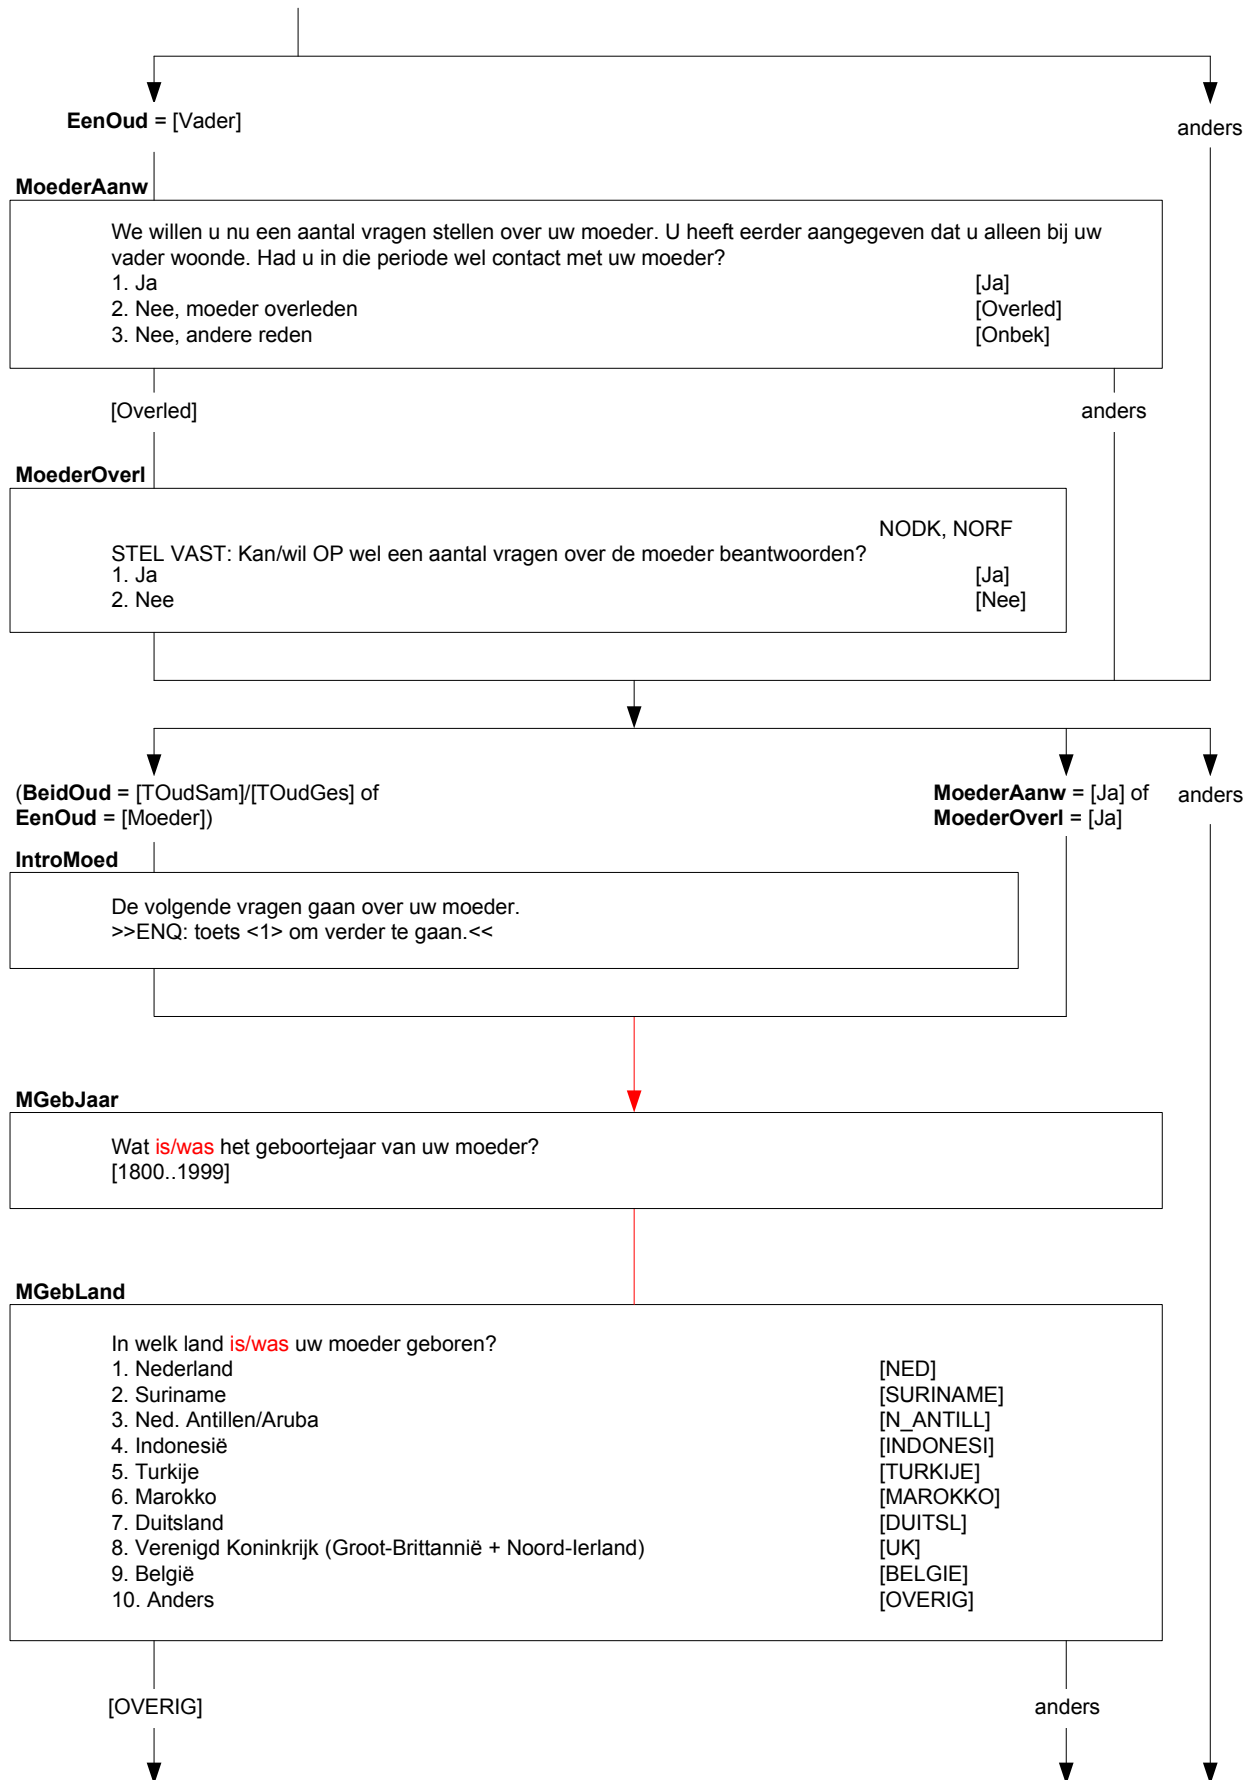 EenOud = [Vader]
anders
MoederAanw
We willen u nu een aantal vragen stellen over uw moeder. U heeft eerder aangegeven dat u alleen bij uw
vader woonde. Had u in die periode wel contact met uw moeder?
1. Ja [Ja]
2. Nee, moeder overleden [Overled]
3. Nee, andere reden [Onbek]
[Overled] anders
MoederOverl
NODK, NORF
STEL VAST: Kan/wil OP wel een aantal vragen over de moeder beantwoorden?
1. Ja [Ja]
2. Nee [Nee]
(BeidOud = [TOudSam]/[TOudGes] of
EenOud = [Moeder])
MoederAanw = [Ja] of
MoederOverl = [Ja]
anders
IntroMoed
De volgende vragen gaan over uw moeder.
>>ENQ: toets <1> om verder te gaan.<<
MGebJaar
Wat is/was het geboortejaar van uw moeder?
[1800..1999]
MGebLand
In welk land is/was uw moeder geboren?
1. Nederland [NED]
2. Suriname [SURINAME]
3. Ned. Antillen/Aruba [N_ANTILL]
4. Indonesië [INDONESI]
5. Turkije [TURKIJE]
6. Marokko [MAROKKO]
7. Duitsland [DUITSL]
8. Verenigd Koninkrijk (Groot-Brittannië + Noord-Ierland) [UK]
9. België [BELGIE]
10. Anders [OVERIG]
[OVERIG] anders